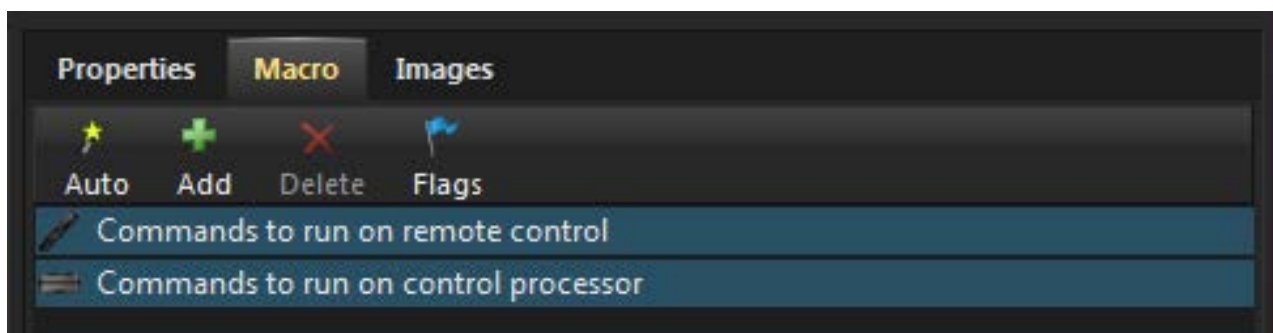 Properties Macro Images
Auto Add Delete Flags
Commands to run on remote control
Commands to run on control processor